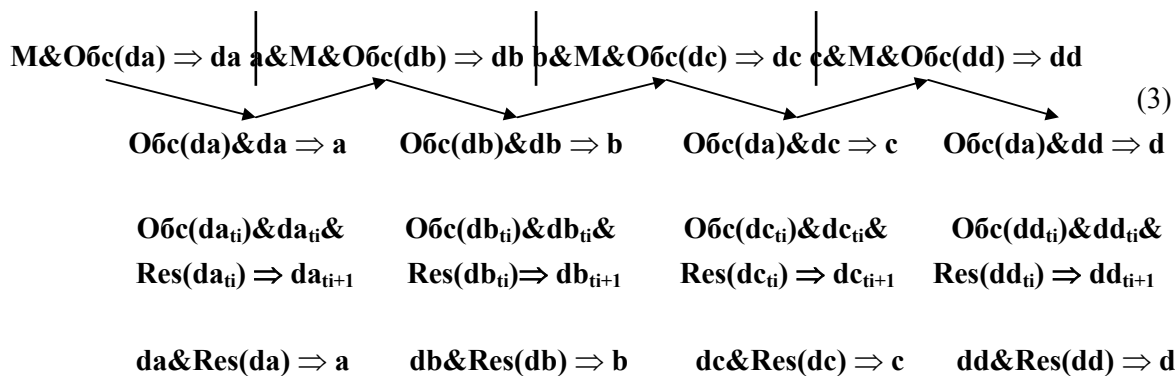 M&Обс(da) ⇒ da a&M&Обс(db) ⇒ db b&M&Обс(dc) ⇒ dc c&M&Обс(dd) ⇒ dd
(3)
Обс(da)&da ⇒ a Обс(db)&db ⇒ b Обс(da)&dc ⇒ c Обс(da)&dd ⇒ d
Обс(da_ti)&da_ti& Обс(db_ti)&db_ti& Обс(dc_ti)&dc_ti& Обс(dd_ti)&dd_ti&
Res(da_ti) ⇒ da_ti+1 Res(db_ti)⇒ db_ti+1 Res(dc_ti) ⇒ dc_ti+1 Res(dd_ti) ⇒ dd_ti+1
da&Res(da) ⇒ a db&Res(db) ⇒ b dc&Res(dc) ⇒ c dd&Res(dd) ⇒ d